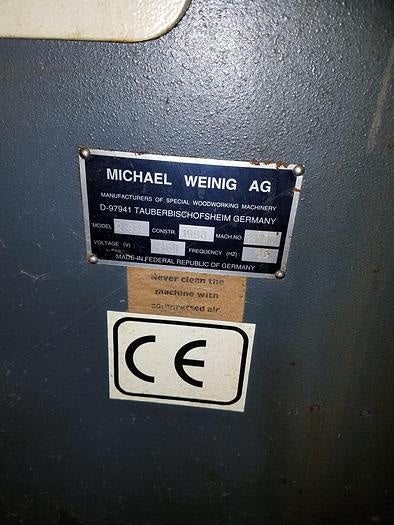 MICHAEL WEINIG AG
MANUFACTURERS OF SPECIAL WOODWORKING MACHINERY
D-97941 TAUBERBISCHOFSHEIM GERMANY
MODEL CONSTR. 1998 MACH.NO.
VOLTAGE (V) 460 FREQUENCY (HZ)
MADE IN FEDERAL REPUBLIC OF GERMANY
Never clean the
machine with
compressed air
CE